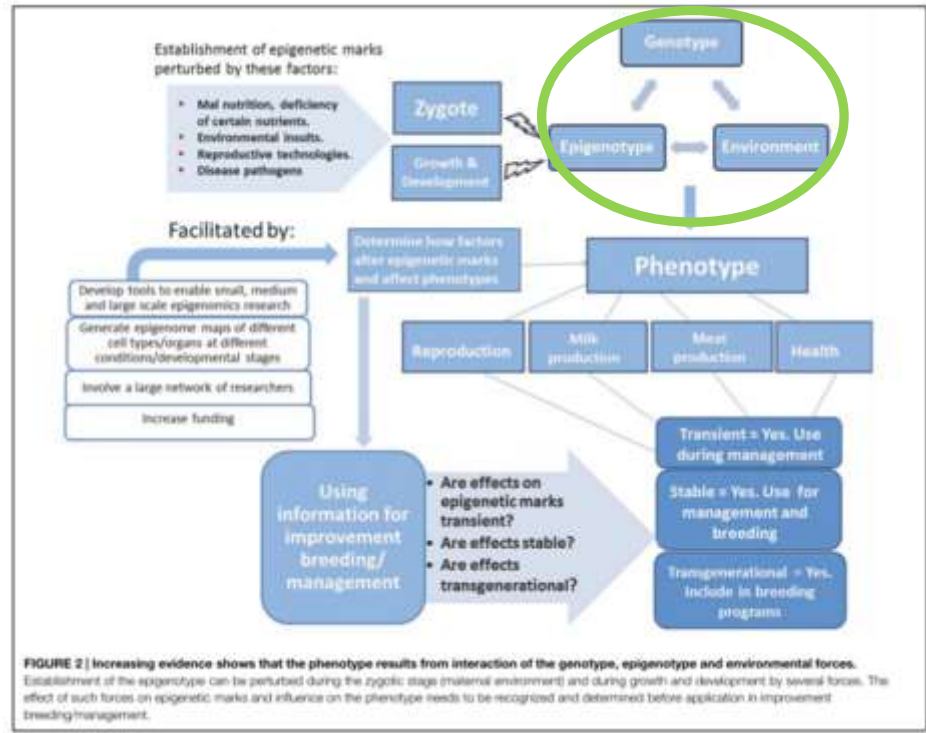 Establishment of epigenetic marks
perturbed by these factors:
Mal nutrition, deficiency
of certain nutrients.
Environmental insults.
Reproductive technologies.
Disease pathogens
Zygote
Growth &
Development
Genotype
Epigenotype
Environment
Facilitated by:
Develop tools to enable small, medium
and large scale epigenomics research
Generate epigenome maps of different
cell types/organs at different
conditions/developmental stages
Involve a large network of researchers
Increase funding
Determine how factors
alter epigenetic marks
and affect phenotypes
Phenotype
Reproduction
Milk
production
Meat
production
Health
Using
information for
improvement
breeding/
management
• Are effects on
epigenetic marks
transient?
• Are effects stable?
• Are effects
transgenerational?
Transient = Yes. Use
during management
Stable = Yes. Use for
management and
breeding
Transgenerational = Yes.
Include in breeding
programs
FIGURE 2 | Increasing evidence shows that the phenotype results from interaction of the genotype, epigenotype and environmental forces.
Establishment of the epigenotype can be perturbed during the zygotic stage (maternal environment) and during growth and development by several forces. The
effect of such forces on epigenetic marks and influence on the phenotype needs to be recognized and determined before application in improvement
breeding/management.